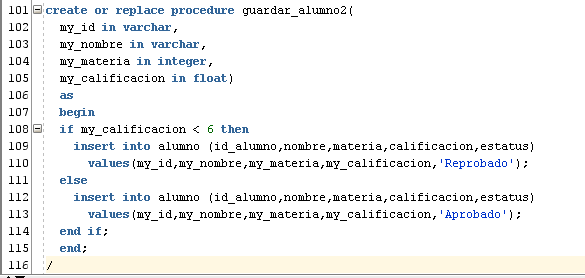 101 create or replace procedure guardar_alumno2(
102 my_id in varchar,
103 my_nombre in varchar,
104 my_materia in integer,
105 my_calificacion in float)
106 as
107 begin
108 if my_calificacion < 6 then
109 insert into alumno (id_alumno,nombre,materia,calificacion,estatus)
110 values(my_id,my_nombre,my_materia,my_calificacion,'Reprobado');
111 else
112 insert into alumno (id_alumno,nombre,materia,calificacion,estatus)
113 values(my_id,my_nombre,my_materia,my_calificacion,'Aprobado');
114 end if;
115 end;
116 /